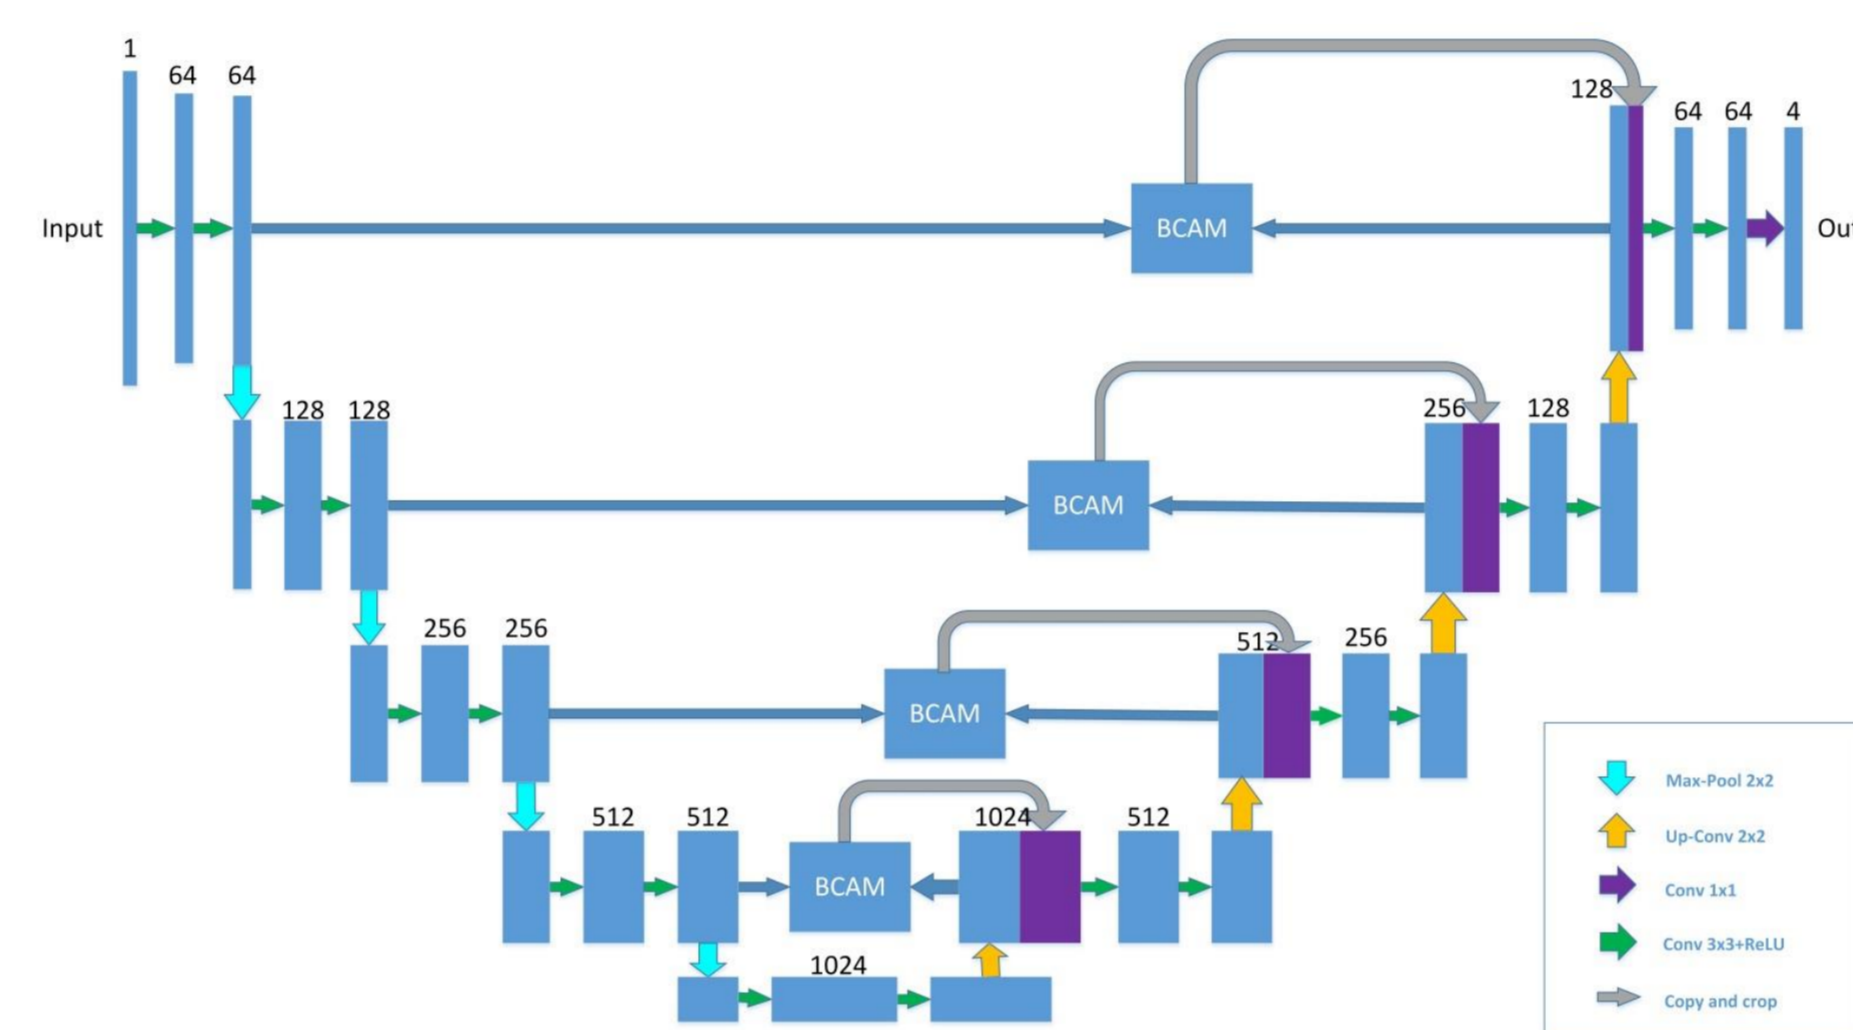 1
64 64
128
64 64 4
Input
BCAM
Out
128 128
256 128
BCAM
256 256
512 256
BCAM
512 512
1024 512
BCAM
1024
Max-Pool 2x2
Up-Conv 2x2
Conv 1x1
Conv 3x3+ReLU
Copy and crop